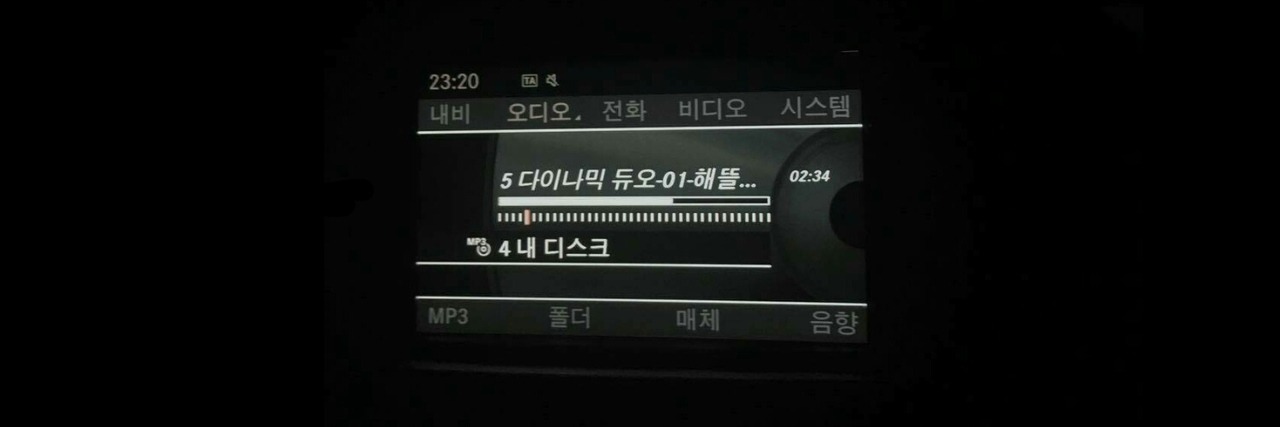 23:20 TA
내비 오디오 전화 비디오 시스템
5 다이나믹 듀오-01-해뜰... 02:34
MP3 4 내 디스크
MP3 폴더 매체 음향